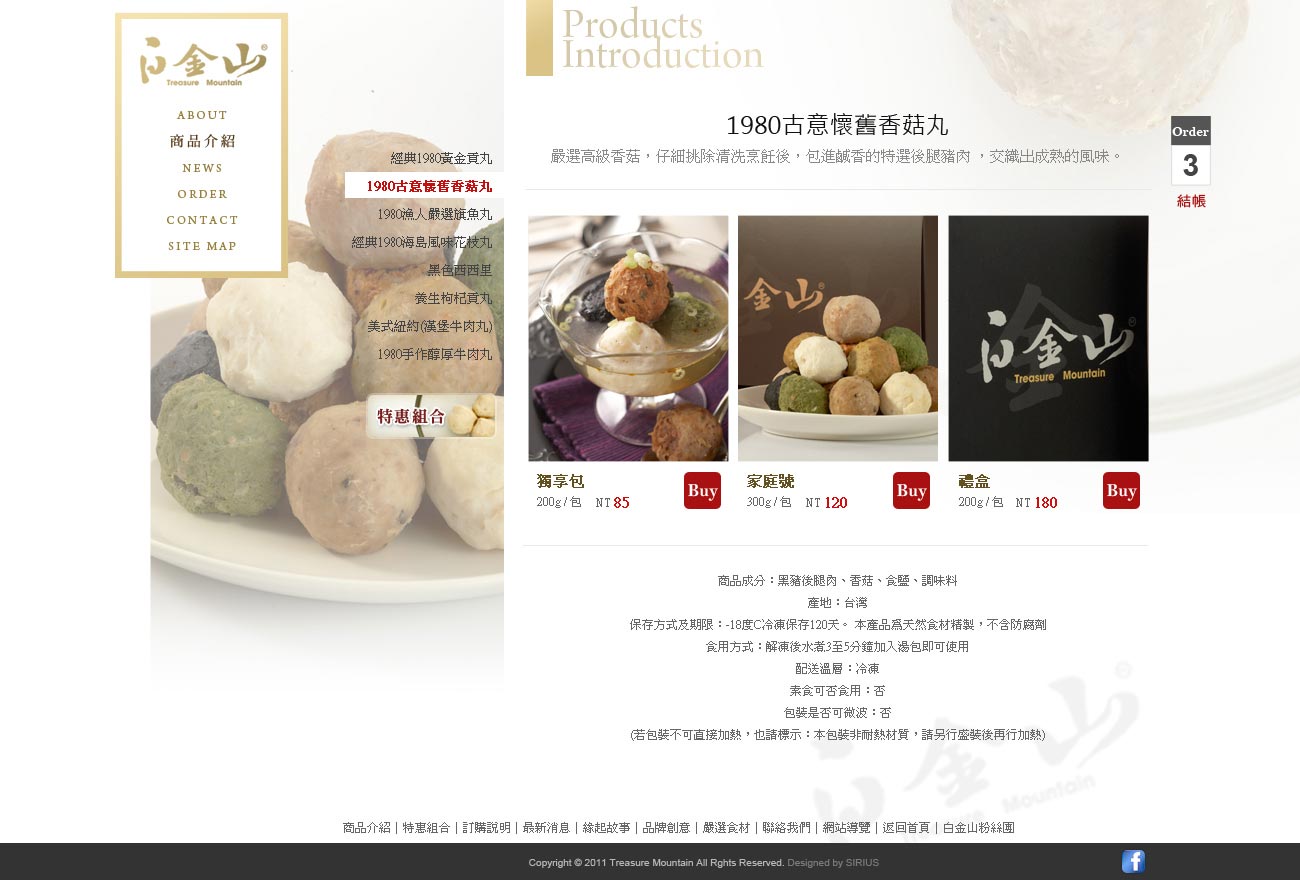 白金山®
Treasure Mountain
ABOUT
商品介紹
NEWS
ORDER
CONTACT
SITE MAP
經典1980黃金貢丸
1980古意懷舊香菇丸
1980漁人嚴選旗魚丸
經典1980海島風味花枝丸
黑色西西里
養生枸杞貢丸
美式紐約(漢堡牛肉丸)
1980手作醇厚牛肉丸
特惠組合
Products
Introduction
1980古意懷舊香菇丸
嚴選高級香菇，仔細挑除清洗烹飪後，包進鹹香的特選後腿豬肉 ，交織出成熟的風味。
Order
3
結帳
金山®
白金山®
Treasure Mountain
獨享包
200g / 包 NT 85
Buy
家庭號
300g / 包 NT 120
Buy
禮盒
200g / 包 NT 180
Buy
商品成分：黑豬後腿肉、香菇、食鹽、調味料
產地：台灣
保存方式及期限：-18度C冷凍保存120天。 本產品為天然食材精製，不含防腐劑
食用方式：解凍後水煮3至5分鐘加入湯包即可使用
配送溫層：冷凍
素食可否食用：否
包裝是否可微波：否
(若包裝不可直接加熱，也請標示：本包裝非耐熱材質，請另行盛裝後再行加熱)
白金山®
Mountain
商品介紹 | 特惠組合 | 訂購說明 | 最新消息 | 緣起故事 | 品牌創意 | 嚴選食材 | 聯絡我們 | 網站導覽 | 返回首頁 | 白金山粉絲團
Copyright © 2011 Treasure Mountain All Rghts Reserved. Designed by SIRIUS
f